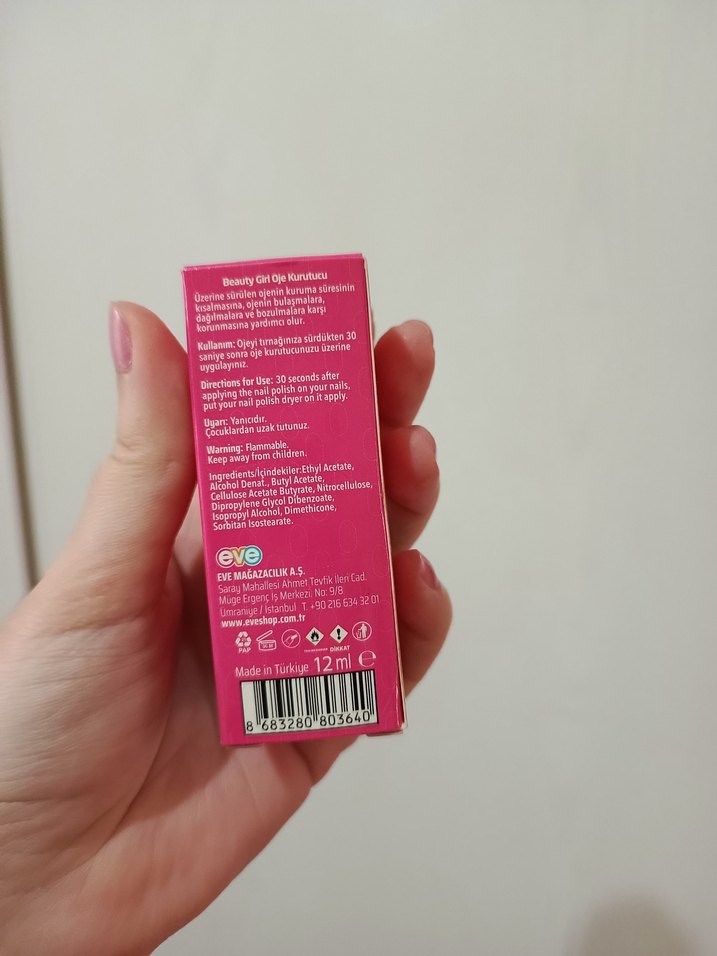 Beauty Girl Oje Kurutucu
Üzerine sürülen ojenin kuruma süresinin
kısalmasına, ojenin bulaşmalara,
dağılmalara ve bozulmalara karşı
korunmasına yardımcı olur.
Kullanım: Ojeyi tırnağınıza sürdükten 30
saniye sonra oje kurutucunuzu üzerine
uygulayınız.
Directions for Use: 30 seconds after
applying the nail polish on your nails,
put your nail polish dryer on it apply.
Uyarı: Yanıcıdır.
Çocuklardan uzak tutunuz.
Warning: Flammable.
Keep away from children.
Ingredients/İçindekiler:Ethyl Acetate,
Alcohol Denat., Butyl Acetate,
Cellulose Acetate Butyrate, Nitrocellulose,
Dipropylene Glycol Dibenzoate,
Isopropyl Alcohol, Dimethicone,
Sorbitan Isostearate.
eve
EVE MAĞAZACILIK A.Ş.
Saray Mahallesi Ahmet Tevfik İleri Cad.
Müge Ergenç İş Merkezi. No: 9/8
Ümraniye / İstanbul T. +90 216 634 32 01
www.eveshop.com.tr
PAP DİKKAT
Made in Türkiye 12 ml e
8 683280 803640